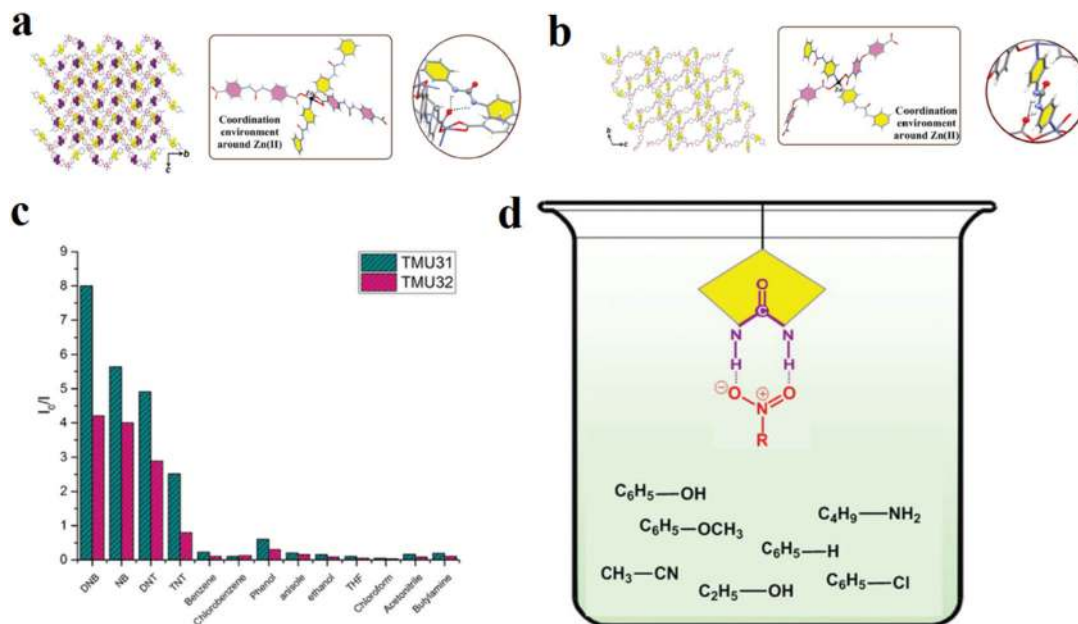 a
b
c
Coordination
environment
around Zn(II)
b
b
c
Coordination
environment
around Zn(II)
c
I₀/I
9
8
7
6
5
4
3
2
1
0
TMU31
TMU32
DNB
NB
DNT
TNT
Benzene
Chlorobenzene
Phenol
anisole
ethanol
THF
Chloroform
Acetonitrile
Butylamine
d
O
C
N N
H H
⊖ O ⊕ O
N
R
C₆H₅—OH
C₆H₅—OCH₃
C₄H₉—NH₂
C₆H₅—H
CH₃—CN
C₂H₅—OH
C₆H₅—Cl